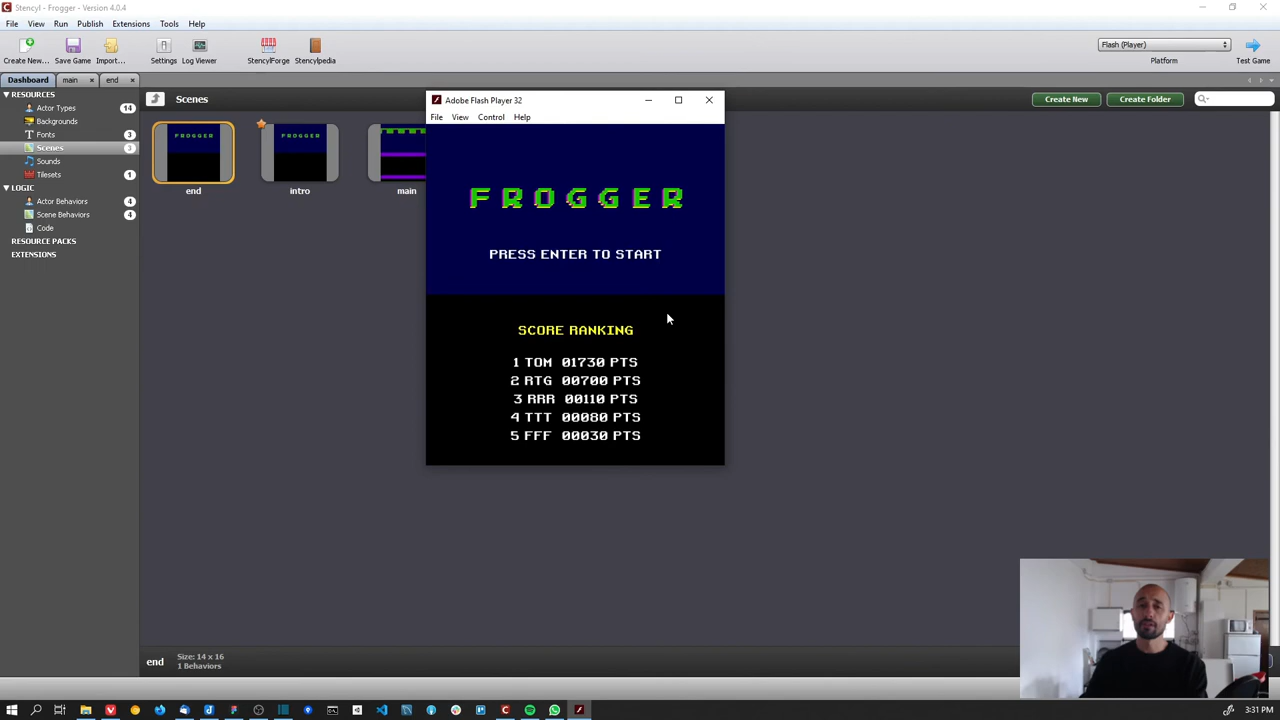 Stencyl - Frogger - Version 4.0.4
File View Run Publish Extensions Tools Help
Create New... Save Game Import... Settings Log Viewer StencylForge Stencylpedia
Flash (Player)
Platform
Test Game
Dashboard main end
RESOURCES
Actor Types 14
Backgrounds
Fonts 3
Scenes 3
Sounds
Tilesets 1
LOGIC
Actor Behaviors 4
Scene Behaviors 4
Code
RESOURCE PACKS
EXTENSIONS
Scenes
Create New
Create Folder
FROGGER
end
FROGGER
intro
main
Adobe Flash Player 32
File View Control Help
FROGGER
PRESS ENTER TO START
SCORE RANKING
1 TOM 01730 PTS
2 RTG 00700 PTS
3 RRR 00110 PTS
4 TTT 00080 PTS
5 FFF 00030 PTS
end
Size: 14 x 16
1 Behaviors
3:31 PM